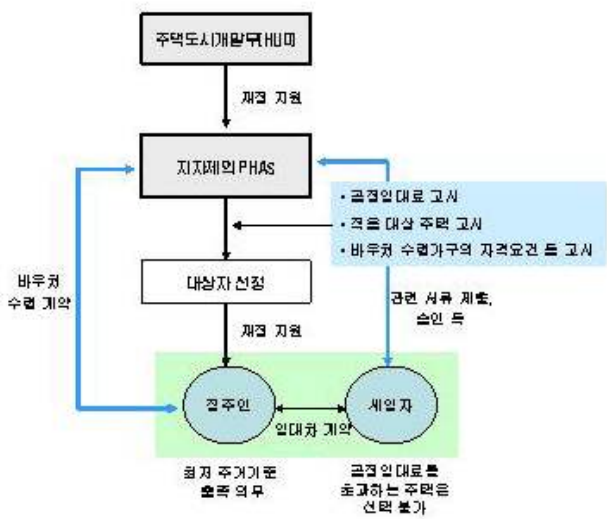 주택도시개발부(HUD)
재정 지원
지자체의 PHAs
• 공정임대료 고시
• 적용 대상 주택 고시
• 바우처 수령가구의 자격요건 등 고시
바우처
수령 계약
대상자 선정
관련 서류 제출,
승인 등
재정 지원
집주인
세입자
임대차 계약
최저 주거기준
충족 의무
공정임대료를
초과하는 주택은
선택 불가